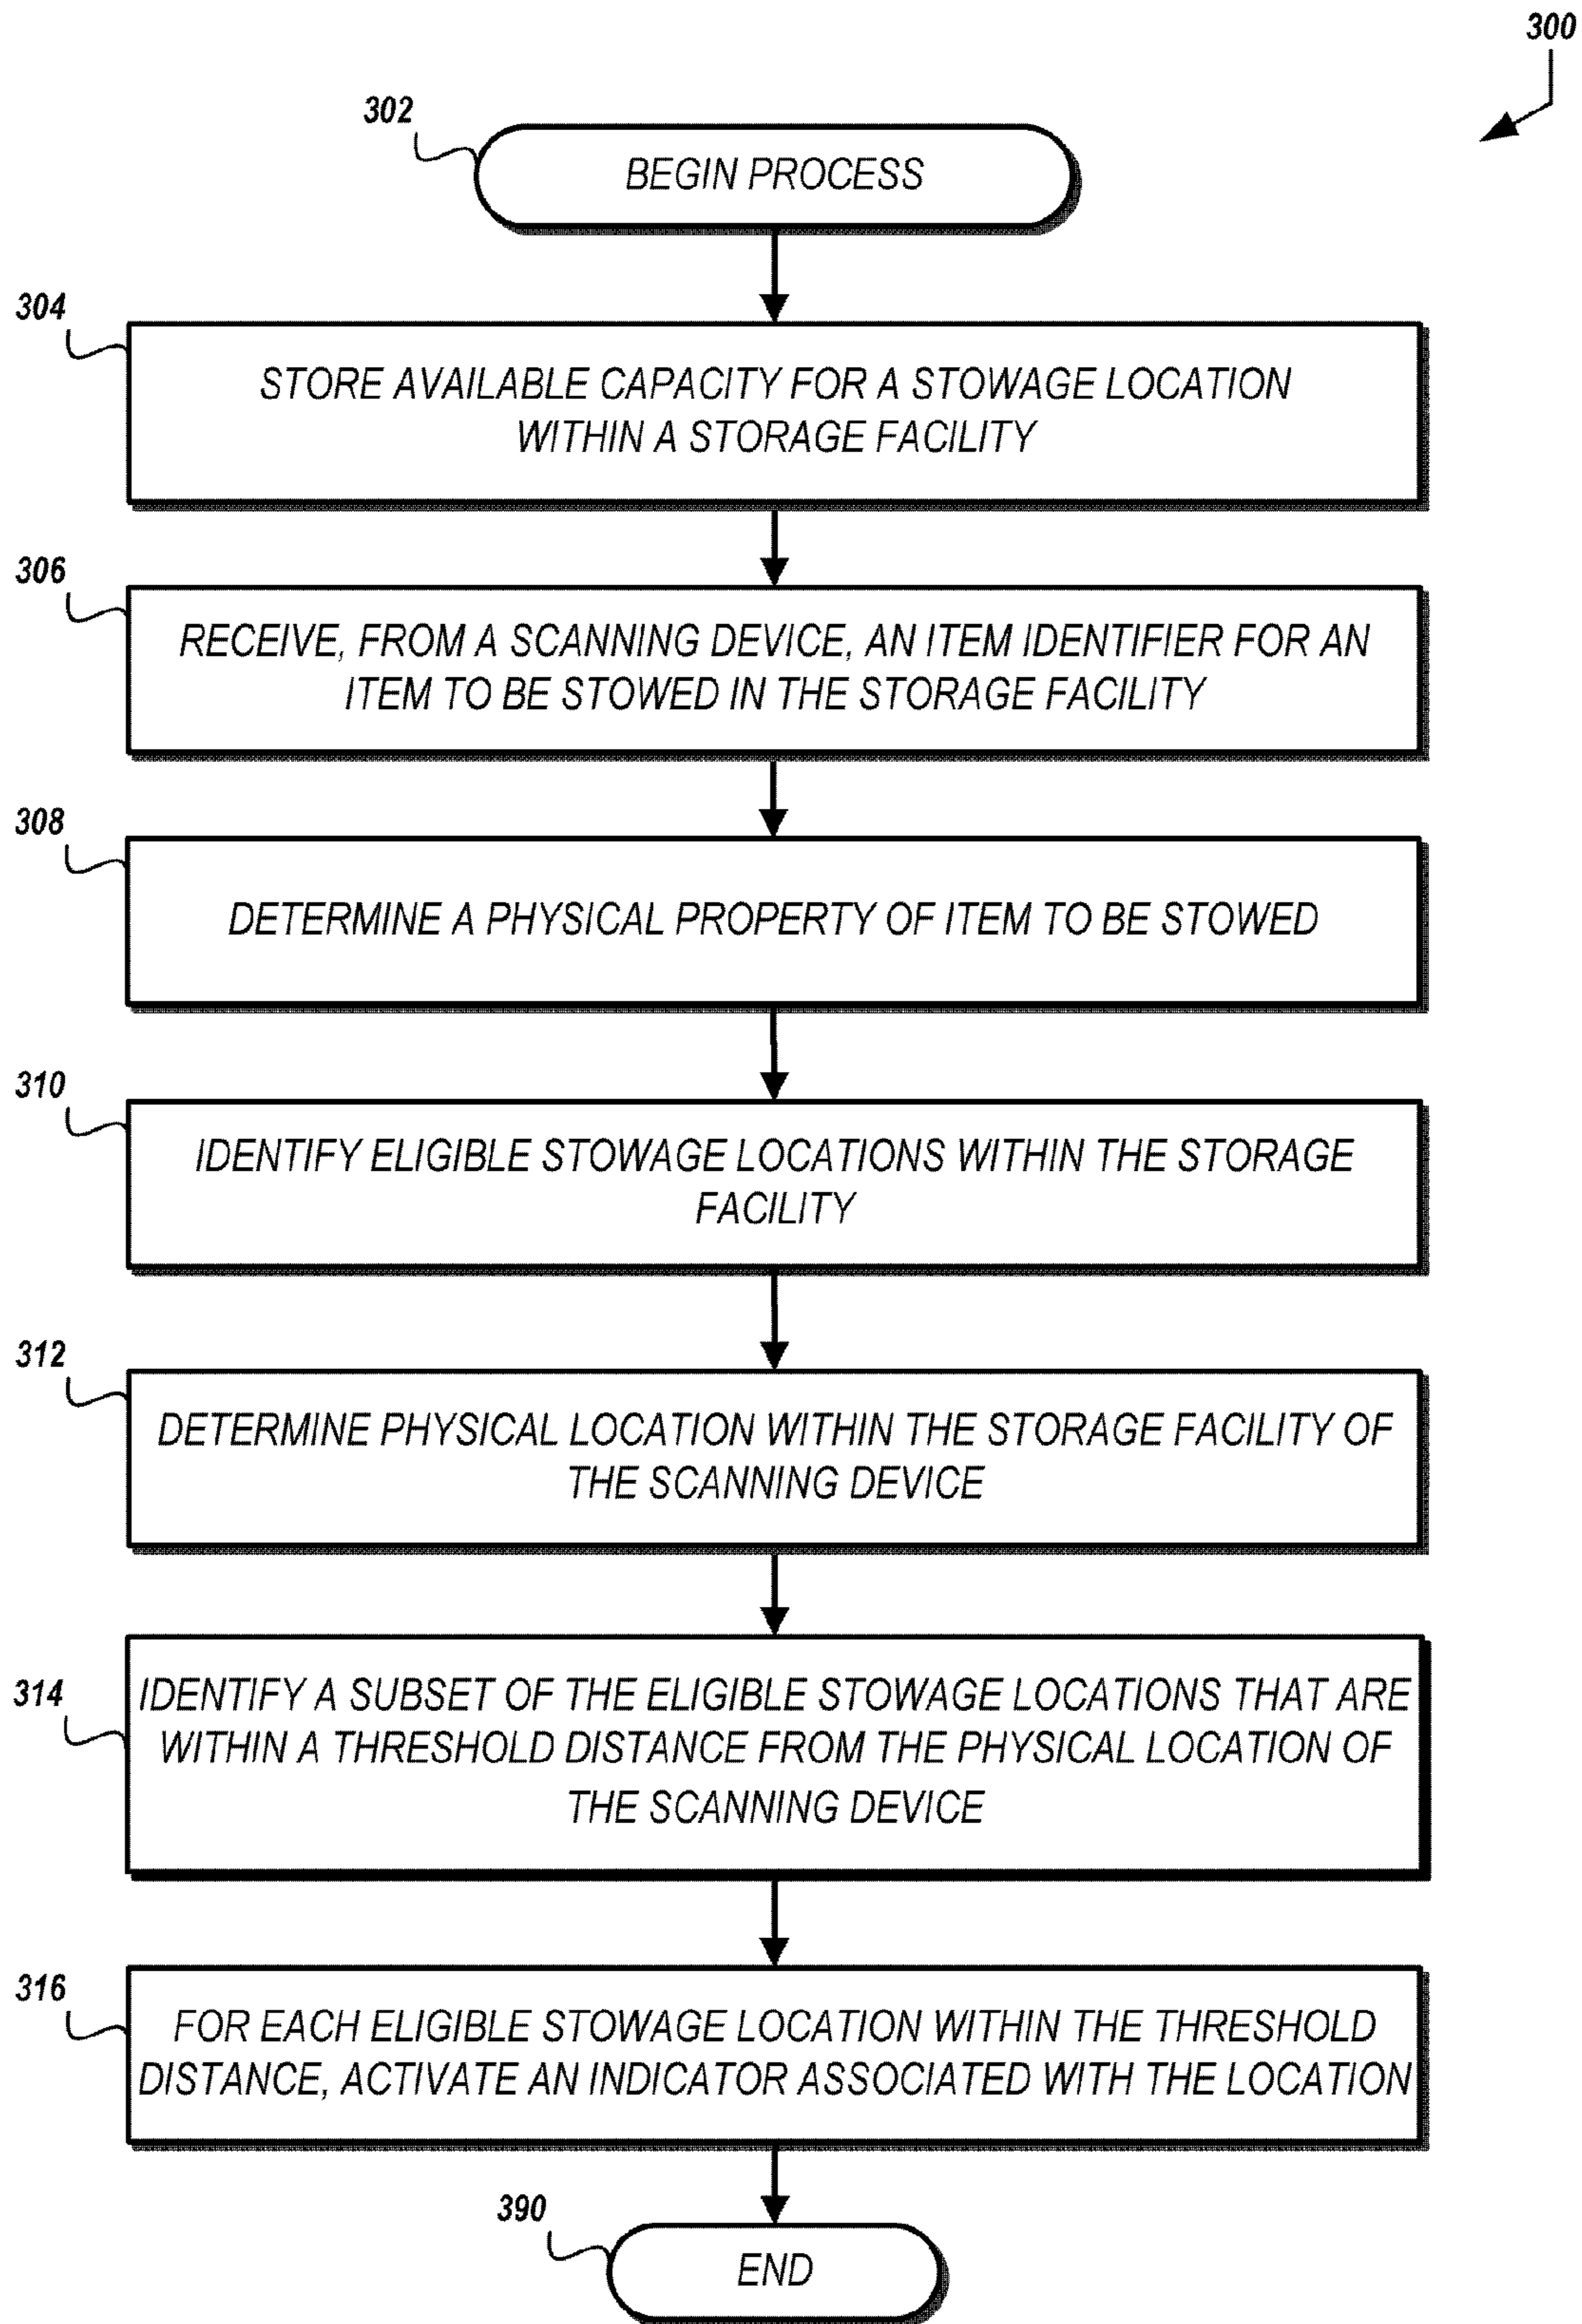 300
302
BEGIN PROCESS
304
STORE AVAILABLE CAPACITY FOR A STOWAGE LOCATION
WITHIN A STORAGE FACILITY
306
RECEIVE, FROM A SCANNING DEVICE, AN ITEM IDENTIFIER FOR AN
ITEM TO BE STOWED IN THE STORAGE FACILITY
308
DETERMINE A PHYSICAL PROPERTY OF ITEM TO BE STOWED
310
IDENTIFY ELIGIBLE STOWAGE LOCATIONS WITHIN THE STORAGE
FACILITY
312
DETERMINE PHYSICAL LOCATION WITHIN THE STORAGE FACILITY OF
THE SCANNING DEVICE
314
IDENTIFY A SUBSET OF THE ELIGIBLE STOWAGE LOCATIONS THAT ARE
WITHIN A THRESHOLD DISTANCE FROM THE PHYSICAL LOCATION OF
THE SCANNING DEVICE
316
FOR EACH ELIGIBLE STOWAGE LOCATION WITHIN THE THRESHOLD
DISTANCE, ACTIVATE AN INDICATOR ASSOCIATED WITH THE LOCATION
390
END